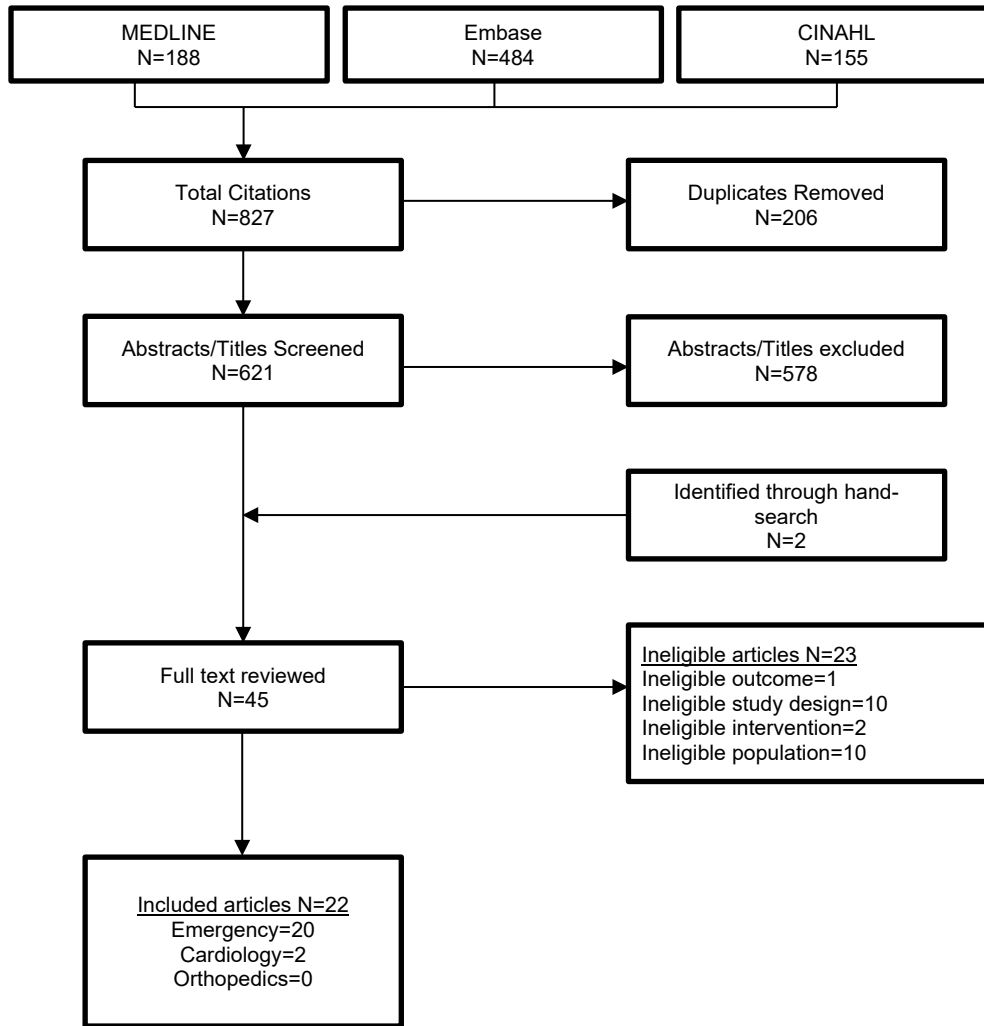 MEDLINE
N=188
Embase
N=484
CINAHL
N=155
Total Citations
N=827
Duplicates Removed
N=206
Abstracts/Titles Screened
N=621
Abstracts/Titles excluded
N=578
Identified through hand-
search
N=2
Full text reviewed
N=45
Ineligible articles N=23
Ineligible outcome=1
Ineligible study design=10
Ineligible intervention=2
Ineligible population=10
Included articles N=22
Emergency=20
Cardiology=2
Orthopedics=0